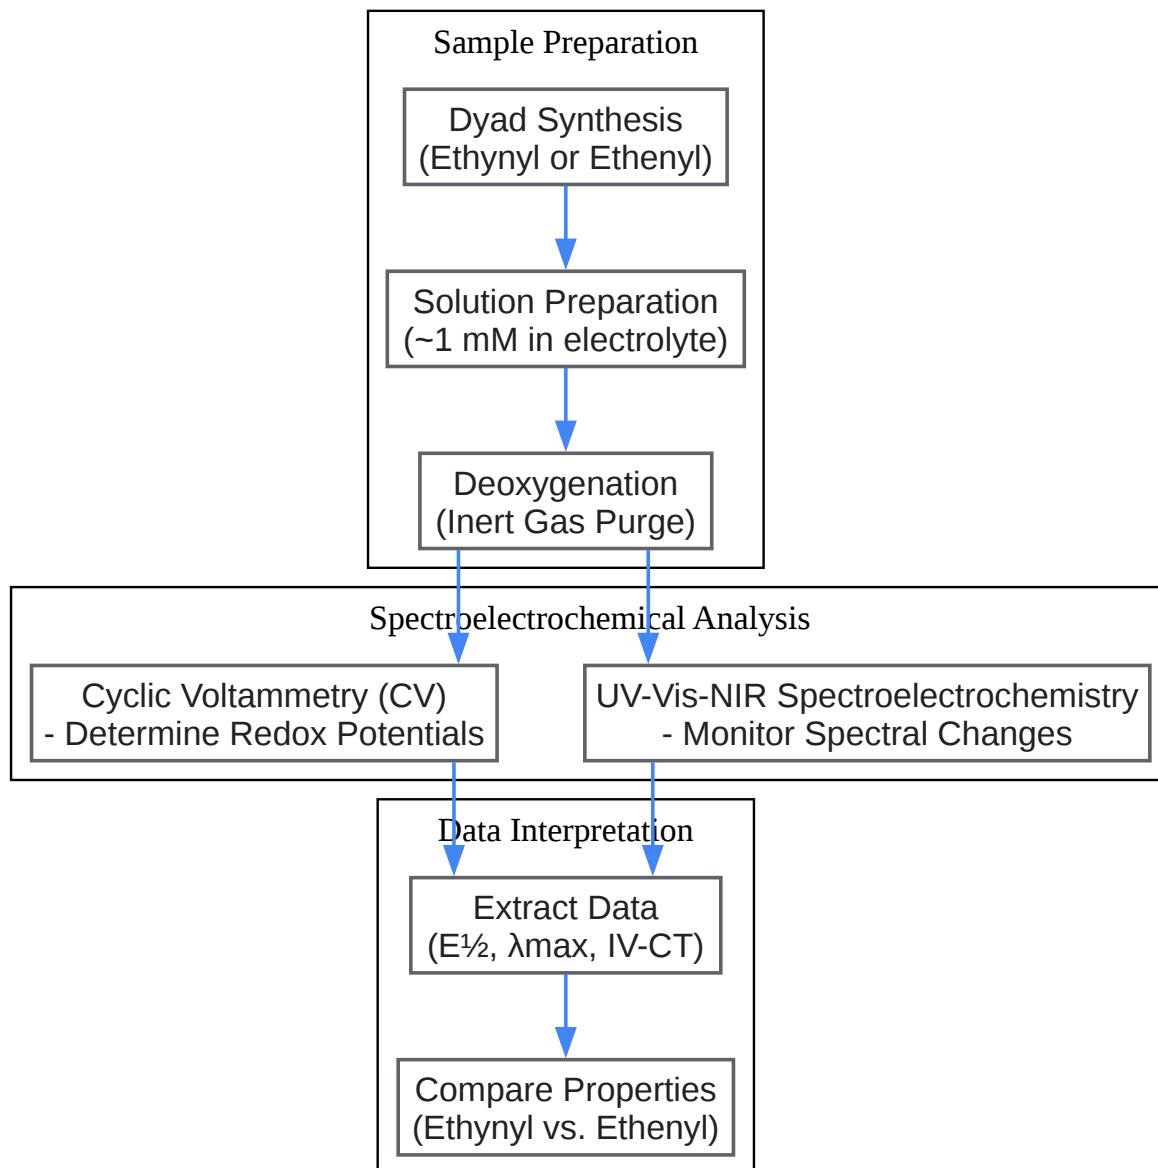 Sample Preparation
Dyad Synthesis
(Ethynyl or Ethenyl)
Solution Preparation
(~1 mM in electrolyte)
Deoxygenation
(Inert Gas Purge)
Spectroelectrochemical Analysis
Cyclic Voltammetry (CV)
- Determine Redox Potentials
UV-Vis-NIR Spectroelectrochemistry
- Monitor Spectral Changes
Data Interpretation
Extract Data
(E½, λmax, IV-CT)
Compare Properties
(Ethynyl vs. Ethenyl)